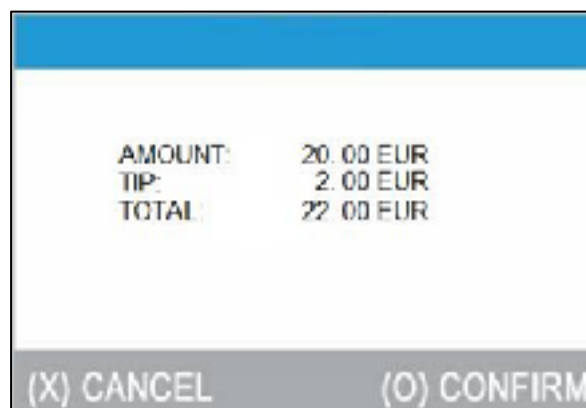 AMOUNT: 20.00 EUR
TIP: 2.00 EUR
TOTAL: 22.00 EUR
(X) CANCEL (O) CONFIRM